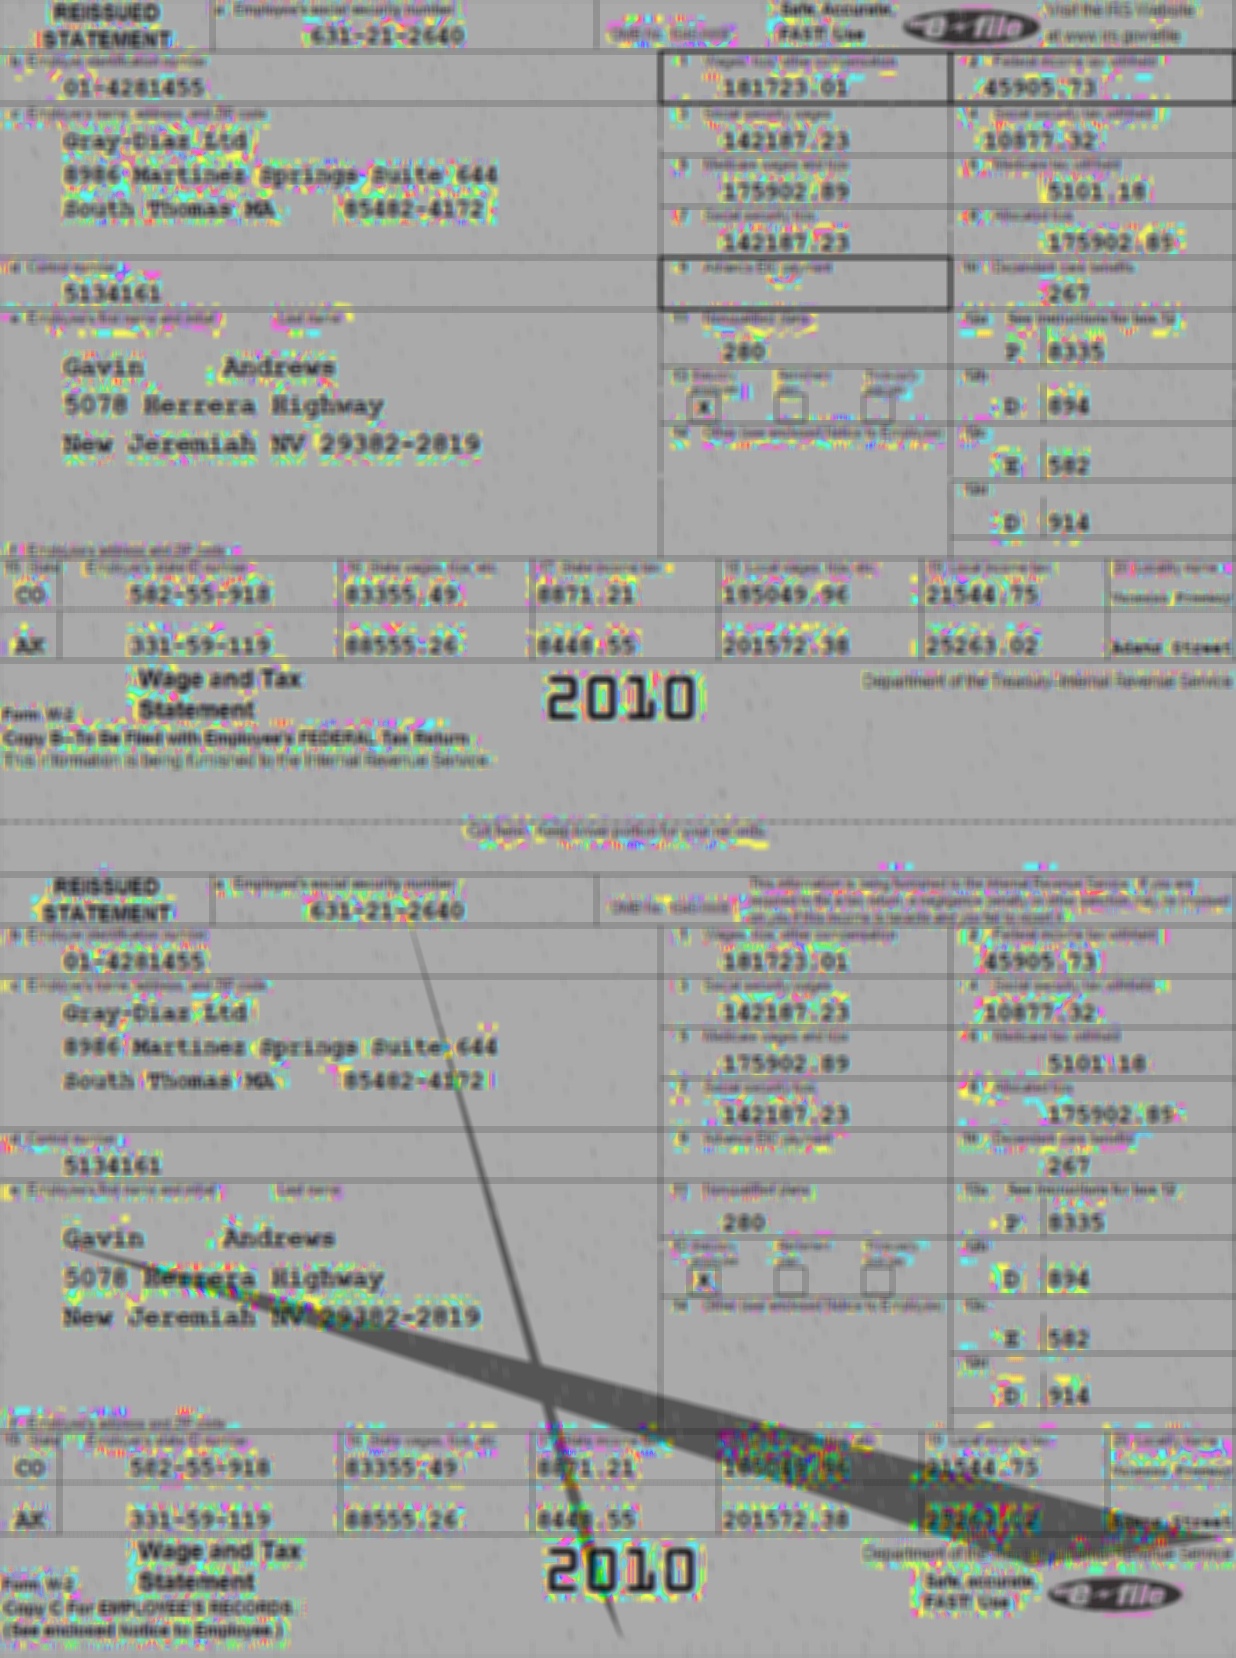 REISSUED STATEMENT
a Employee's social security number
631-21-2640
Safe, Accurate, FAST! Use
e-file
Visit the IRS Website at www.irs.gov/efile
b Employer identification number
01-4281455
1 Wages, tips, other compensation
181723.01
2 Federal income tax withheld
45905.73
c Employer's name, address, and ZIP code
Gray-Diaz Ltd
8986 Martinez Springs Suite 644
South Thomas MA 85482-4172
3 Social security wages
142187.23
4 Social security tax withheld
10877.32
5 Medicare wages and tips
175902.89
6 Medicare tax withheld
5101.18
7 Social security tips
142187.23
8 Allocated tips
175902.89
d Control number
5134161
9 Advance EIC payment
10 Dependent care benefits
267
e Employee's first name and initial Last name
Gavin Andrews
5078 Herrera Highway
New Jeremiah NV 29382-2819
11 Nonqualified plans
280
12a See instructions for box 12
P 8335
13 Statutory employee Retirement plan Third-party sick pay
X
12b
D 894
14 Other (see enclosed Notice to Employee)
12c
E 582
12d
D 914
f Employee's address and ZIP code
15 State Employer's state ID number 16 State wages, tips, etc. 17 State income tax 18 Local wages, tips, etc. 19 Local income tax 20 Locality name
CO 582-55-918 83355.49 8871.21 185049.96 21544.75
AK 331-59-119 88555.26 8448.55 201572.38 25263.02 Adams Street
Form W-2
Wage and Tax Statement
2010
Department of the Treasury-Internal Revenue Service
Copy B-To Be Filed with Employee's FEDERAL Tax Return
This information is being furnished to the Internal Revenue Service.
REISSUED STATEMENT
a Employee's social security number
631-21-2640
This information is being furnished to the Internal Revenue Service. If you are required to file a tax return, a negligence penalty or other sanction may be imposed on you if this income is taxable and you fail to report it.
b Employer identification number
01-4281455
1 Wages, tips, other compensation
181723.01
2 Federal income tax withheld
45905.73
c Employer's name, address, and ZIP code
Gray-Diaz Ltd
8986 Martinez Springs Suite 644
South Thomas MA 85482-4172
3 Social security wages
142187.23
4 Social security tax withheld
10877.32
5 Medicare wages and tips
175902.89
6 Medicare tax withheld
5101.18
7 Social security tips
142187.23
8 Allocated tips
175902.89
d Control number
5134161
9 Advance EIC payment
10 Dependent care benefits
267
e Employee's first name and initial Last name
Gavin Andrews
5078 Herrera Highway
New Jeremiah NV 29382-2819
11 Nonqualified plans
280
12a See instructions for box 12
P 8335
13 Statutory employee Retirement plan Third-party sick pay
X
12b
D 894
14 Other (see enclosed Notice to Employee)
12c
E 582
12d
D 914
f Employee's address and ZIP code
15 State Employer's state ID number 16 State wages, tips, etc. 17 State income tax 19 Local income tax 20 Locality name
CO 582-55-918 83355.49 8871.21 185049.96 21544.75
AK 331-59-119 88555.26 8448.55 201572.38 25263.02 Adams Street
Form W-2
Wage and Tax Statement
2010
Department of the Treasury-Internal Revenue Service
Copy C For EMPLOYEE'S RECORDS
(See enclosed Notice to Employee.)
Safe, accurate, FAST! Use
e-file